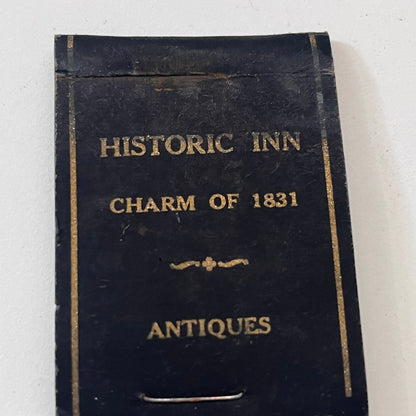 HISTORIC INN
CHARM OF 1831
ANTIQUES